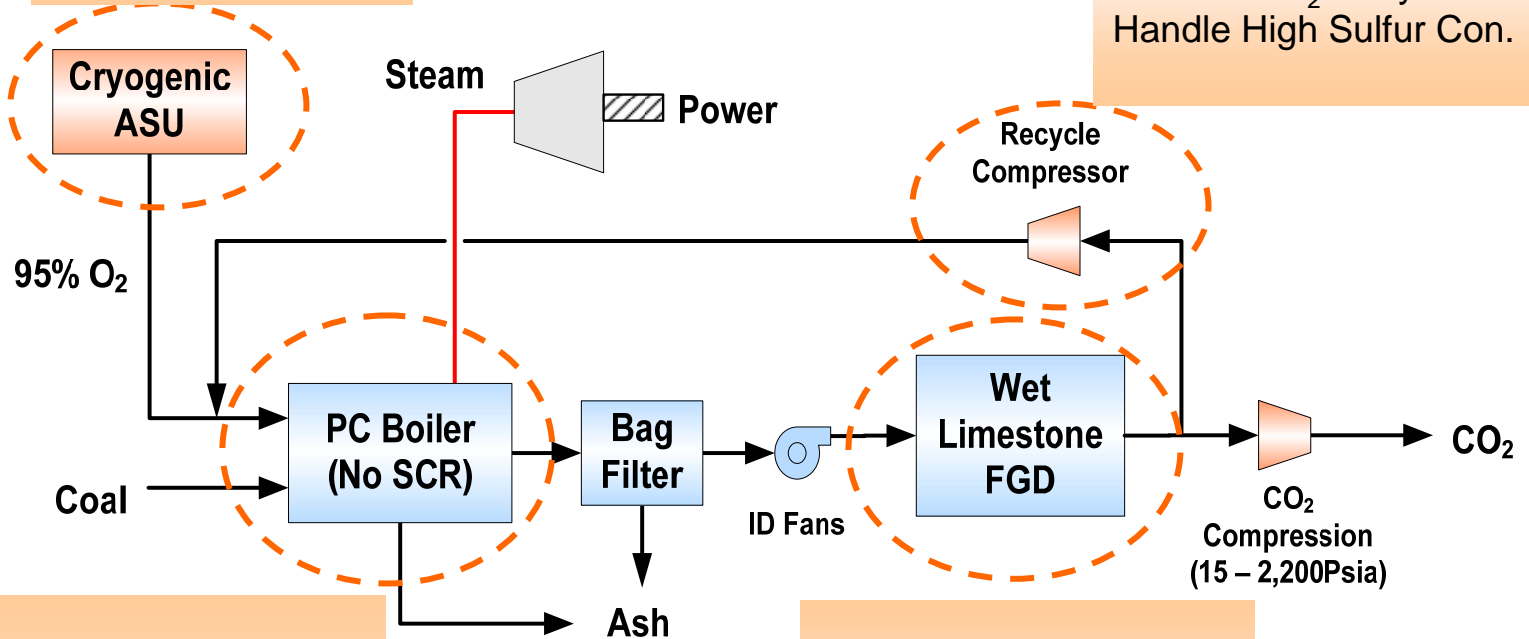 Handle High Sulfur Con.
Cryogenic
ASU
Steam
Power
Recycle
Compressor
95% O₂
PC Boiler
(No SCR)
Bag
Filter
Wet
Limestone
FGD
Coal
ID Fans
CO₂
CO₂
Compression
(15 – 2,200Psia)
Ash